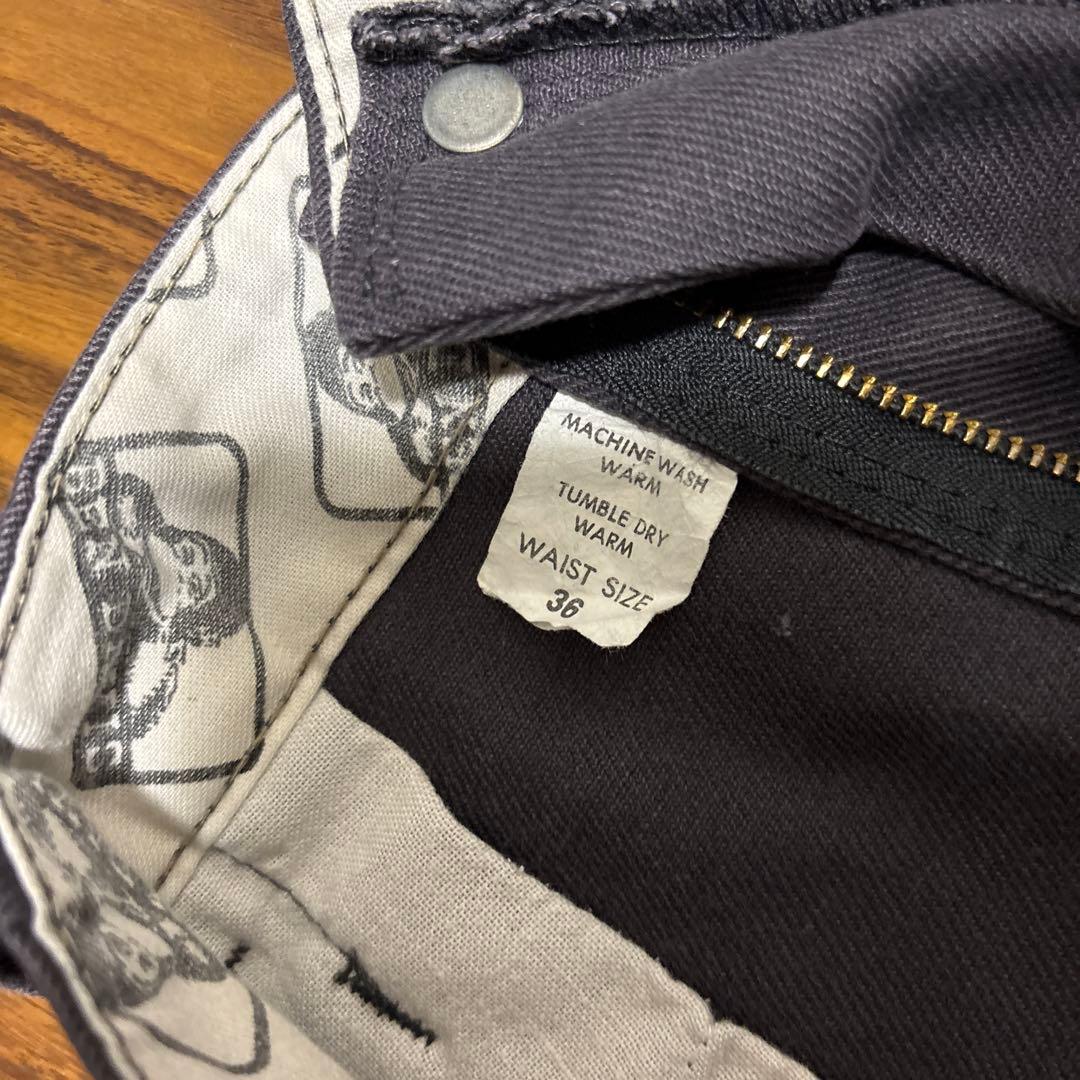 MACHINE WASH
WARM
TUMBLE DRY
WARM
WAIST SIZE
36